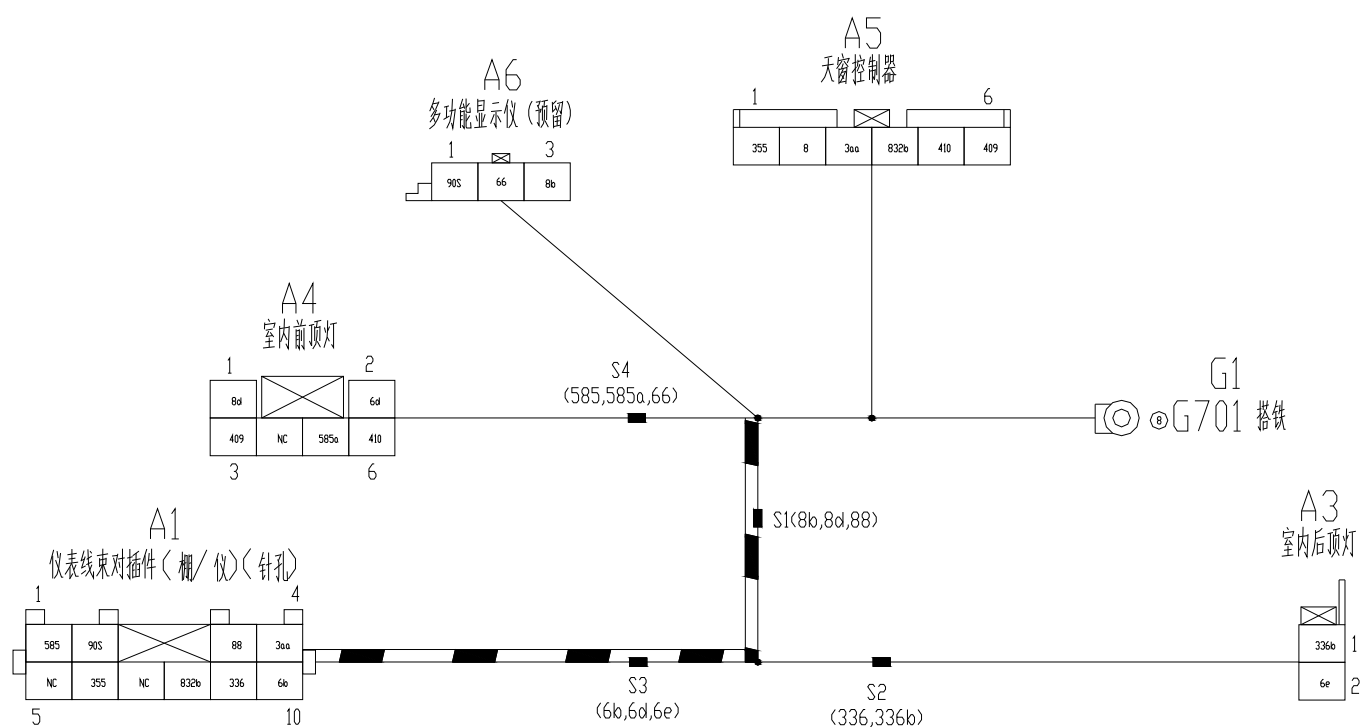 A5
天窗控制器
1 6
355 8 3aa 832b 410 409
A6
多功能显示仪（预留）
1 3
90S 66 8b
A4
室内前顶灯
1 2
8d 6d
409 NC 585a 410
3 6
S4
(585,585a,66)
G1
8 G701 搭铁
S1(8b,8d,88)
A3
室内后顶灯
336b 1
6e 2
A1
仪表线束对插件（棚/仪）（针孔）
1 4
585 90S 88 3aa
NC 355 NC 832b 336 6b
5 10
S3
(6b,6d,6e)
S2
(336,336b)